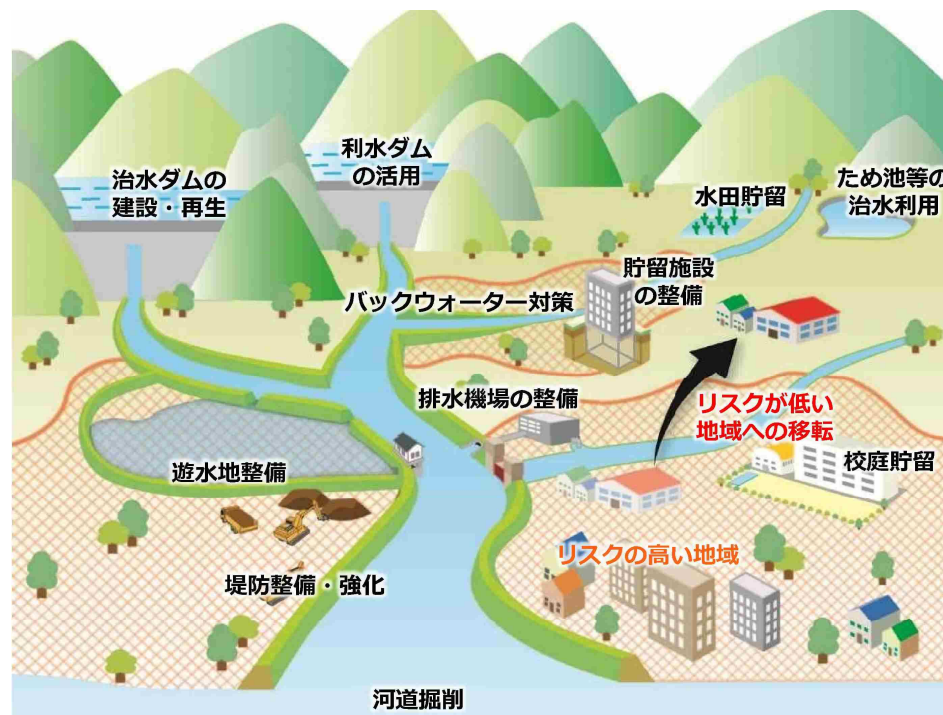 利水ダム
の活用
治水ダムの
建設・再生
水田貯留
ため池等の
治水利用
貯留施設
の整備
バックウォーター対策
排水機場の整備
リスクが低い
地域への移転
校庭貯留
遊水地整備
リスクの高い地域
堤防整備・強化
河道掘削